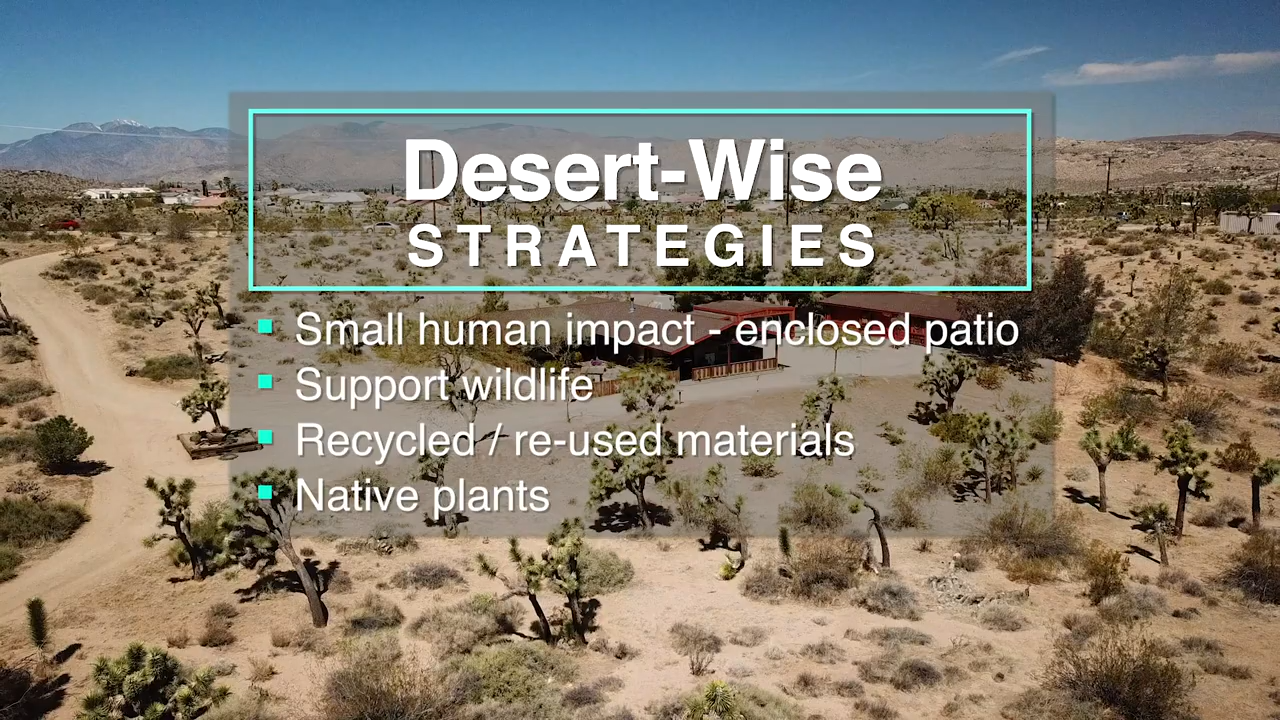 Desert-Wise
STRATEGIES
Small human impact - enclosed patio
Support wildlife
Recycled / re-used materials
Native plants